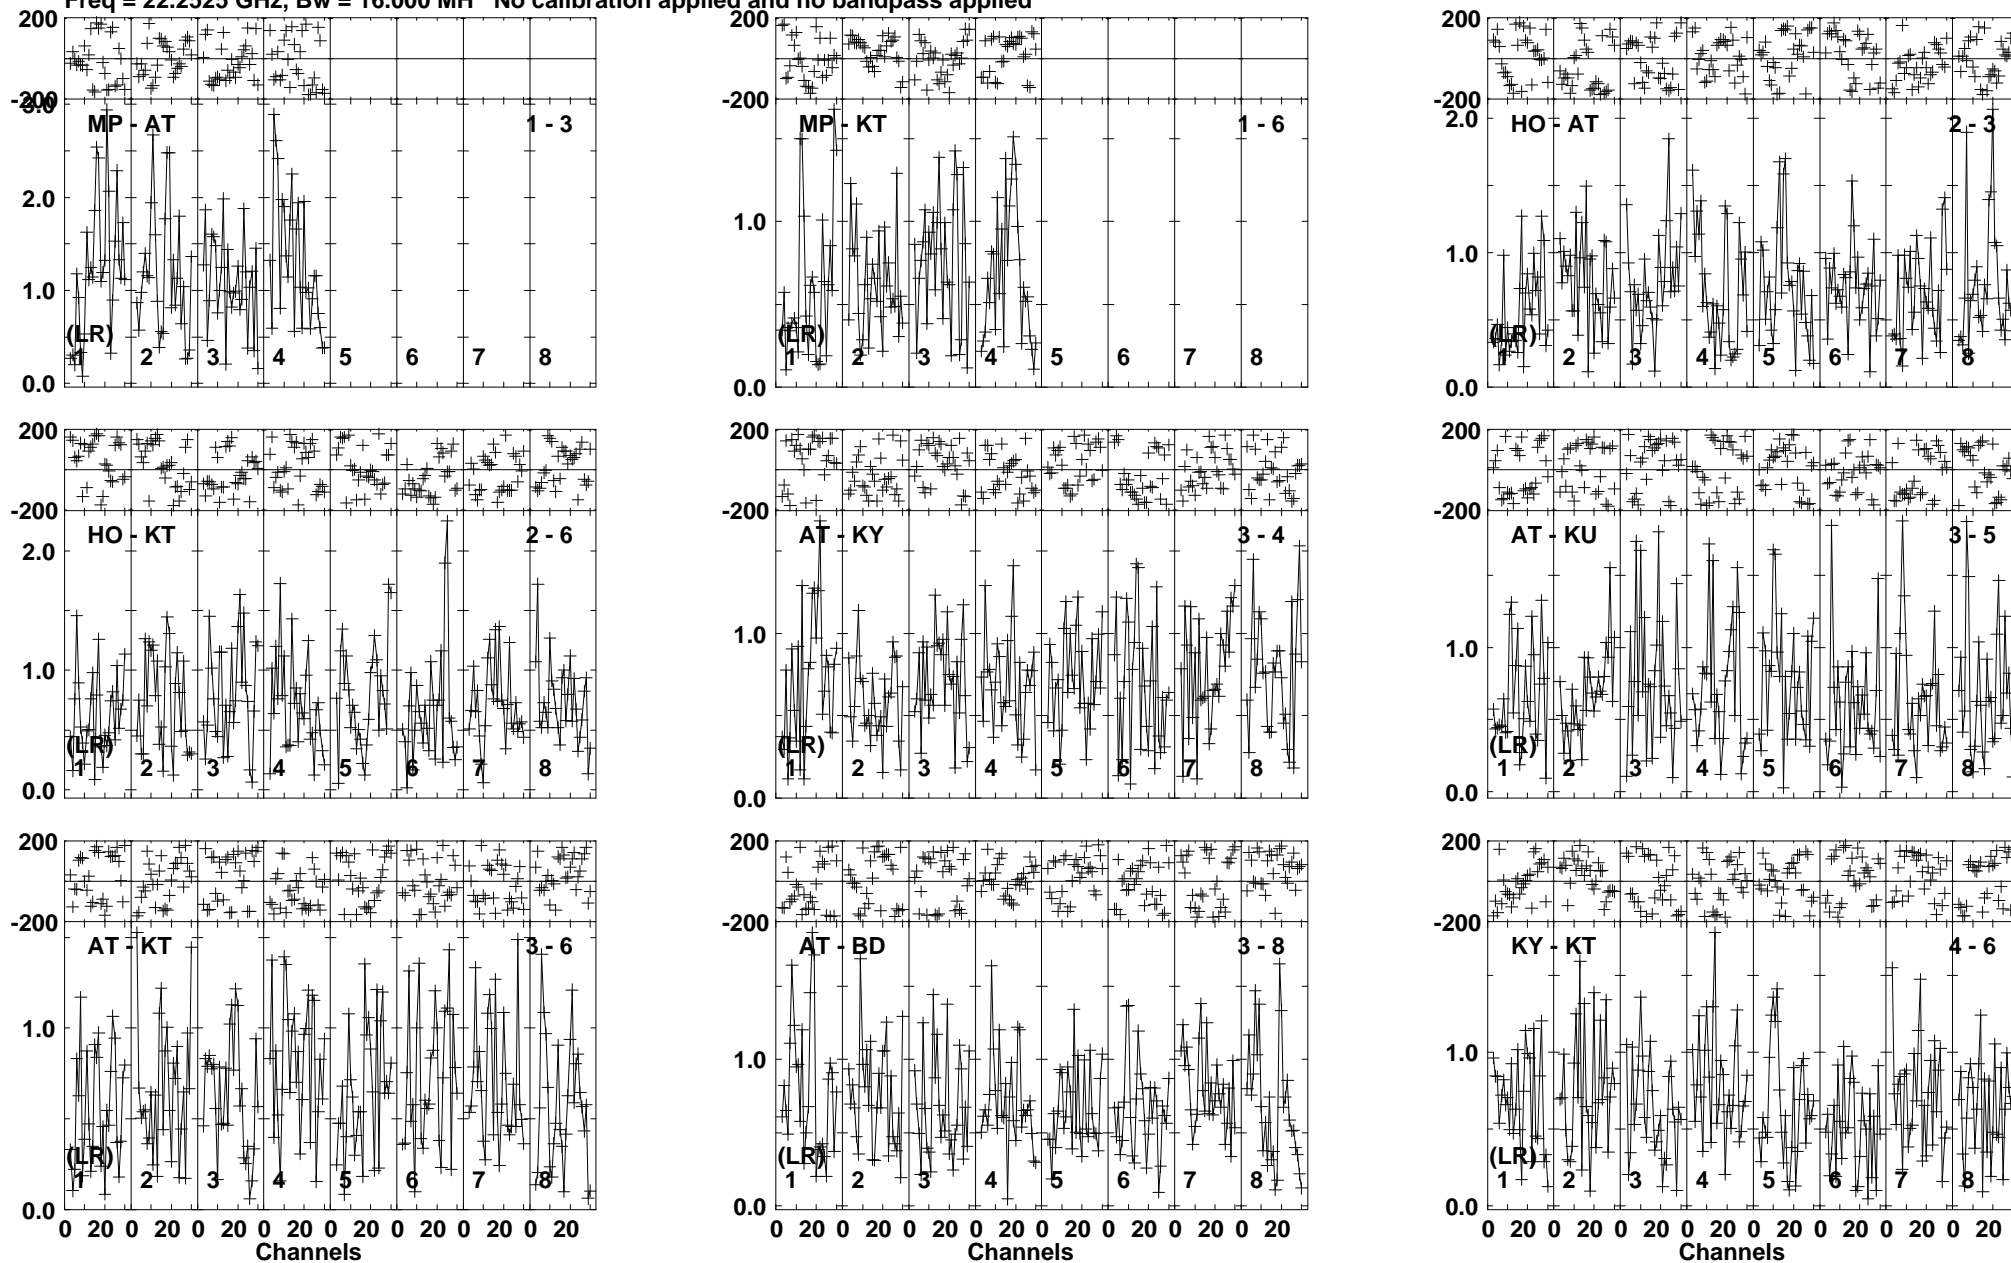 Freq = 22.2525 GHz, Bw = 16.000 MH No calibration applied and no bandpass applied
200 200 200
-200 -200 -200
3.0
MP - AT 1 - 3 MP - KT 1 - 6 HO - AT 2 - 3
2.0
2.0
1.0 1.0 1.0
(LR) (LR) (LR)
1 2 3 4 5 6 7 8 1 2 3 4 5 6 7 8 1 2 3 4 5 6 7 8
0.0 0.0 0.0
200 200 200
-200 -200 -200
HO - KT 2 - 6 AT - KY 3 - 4 AT - KU 3 - 5
2.0
1.0 1.0 1.0
(LR) (LR) (LR)
1 2 3 4 5 6 7 8 1 2 3 4 5 6 7 8 1 2 3 4 5 6 7 8
0.0 0.0 0.0
200 200 200
-200 -200 -200
AT - KT 3 - 6 AT - BD 3 - 8 KY - KT 4 - 6
1.0 1.0 1.0
(LR) (LR) (LR)
1 2 3 4 5 6 7 8 1 2 3 4 5 6 7 8 1 2 3 4 5 6 7 8
0.0 0.0 0.0
0 20 0 20 0 20 0 20 0 20 0 20 0 20 0 20 0 20 0 20 0 20 0 20 0 20 0 20 0 20 0 20 0 20 0 20 0 20 0 20 0 20 0 20 0 20 0 20
Channels Channels Channels